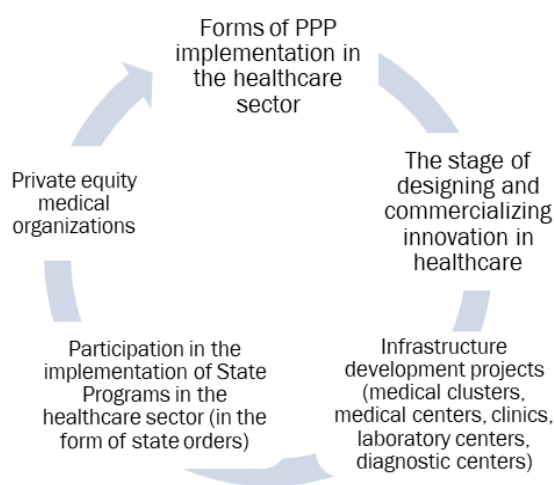 Forms of PPP
implementation in
the healthcare
sector
The stage of
designing and
commercializing
innovation in
healthcare
Infrastructure
development projects
(medical clusters,
medical centers, clinics,
laboratory centers,
diagnostic centers)
Participation in the
implementation of State
Programs in the
healthcare sector (in the
form of state orders)
Private equity
medical
organizations